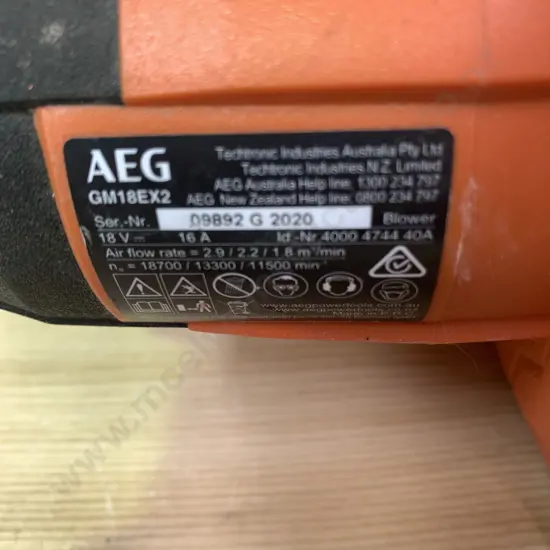 AEG
GM18EX2
Techtronic Industries Australia Pty Ltd
Techtronic Industries N.Z. Limited
AEG Australia Help line: 1300 234 797
AEG New Zealand Help line: 0800 234 797
Ser.-Nr. 09892 G 2020 Blower
18 V 16 A Id-Nr. 4000 4744 40A
Air flow rate = 2.9 / 2.2 / 1.8 m³/min
n₀ = 18700 / 13300 / 11500 min⁻¹
www.aegpowertools.com.au
Made in P.R.C.